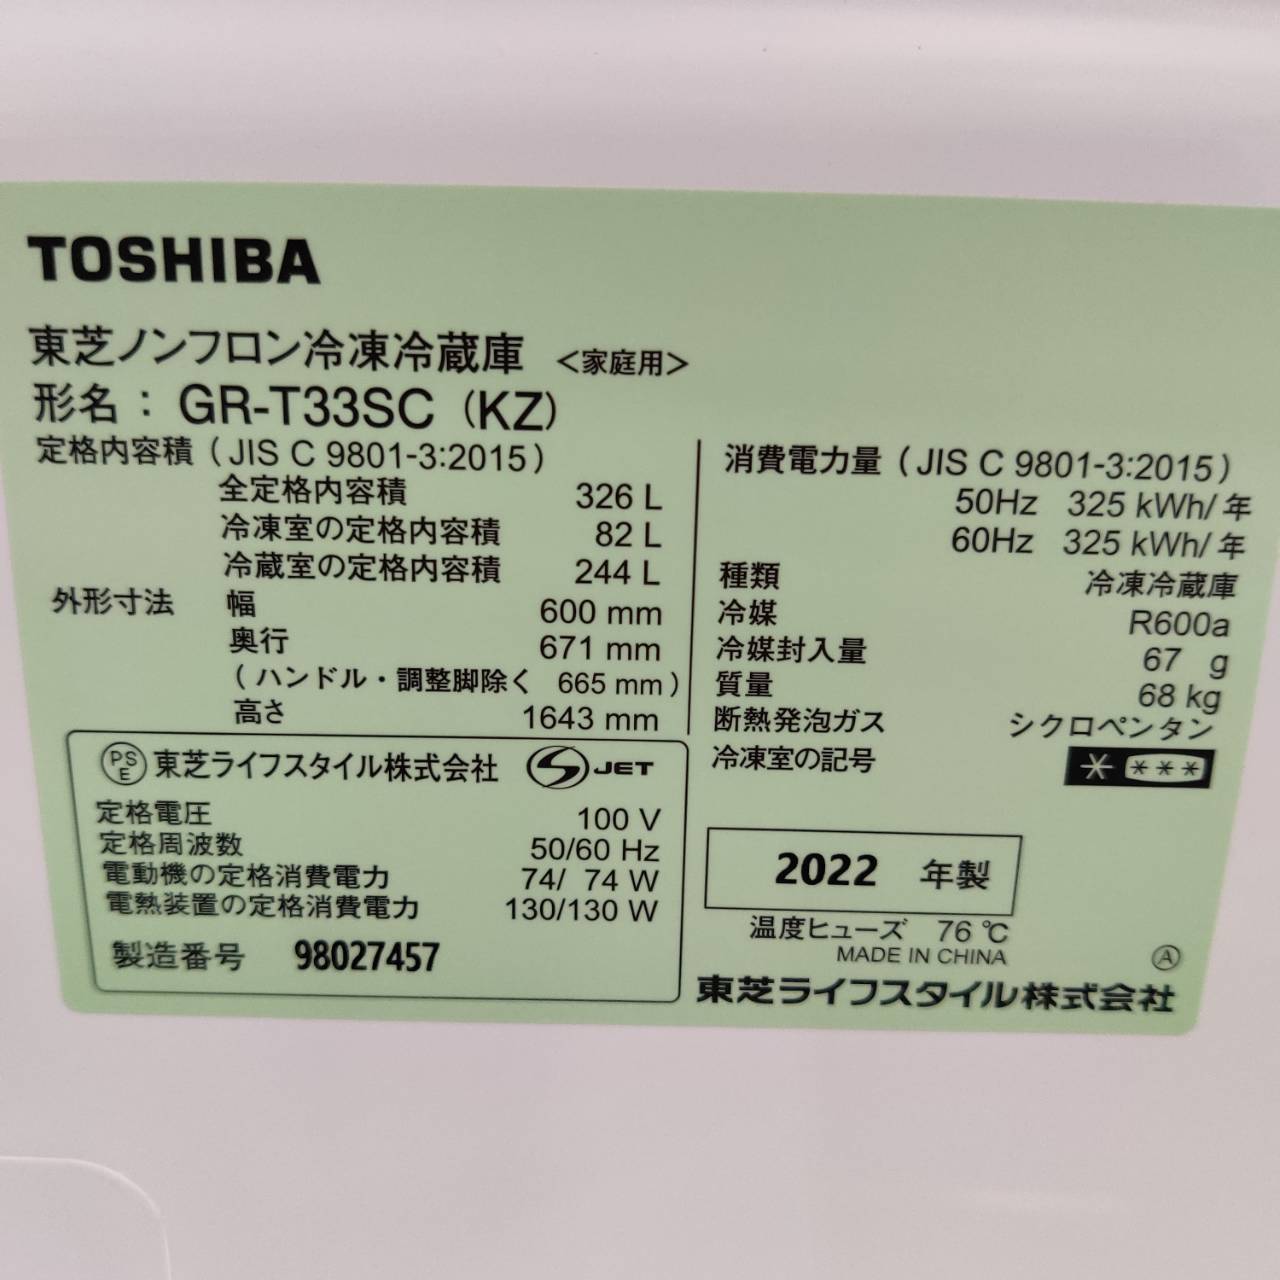 TOSHIBA
東芝ノンフロン冷凍冷蔵庫 <家庭用>
形名： GR-T33SC (KZ)
定格内容積 (JIS C 9801-3:2015)
全定格内容積 326 L
冷凍室の定格内容積 82 L
冷蔵室の定格内容積 244 L
外形寸法 幅 600 mm
奥行 671 mm
(ハンドル・調整脚除く 665 mm)
高さ 1643 mm
PSE 東芝ライフスタイル株式会社 S JET
定格電圧 100 V
定格周波数 50/60 Hz
電動機の定格消費電力 74/ 74 W
電熱装置の定格消費電力 130/130 W
製造番号 98027457
消費電力量 (JIS C 9801-3:2015)
50Hz 325 kWh/年
60Hz 325 kWh/年
種類 冷凍冷蔵庫
冷媒 R600a
冷媒封入量 67 g
質量 68 kg
断熱発泡ガス シクロペンタン
冷凍室の記号 * ***
2022 年製
温度ヒューズ 76 ℃
MADE IN CHINA Ⓐ
東芝ライフスタイル株式会社